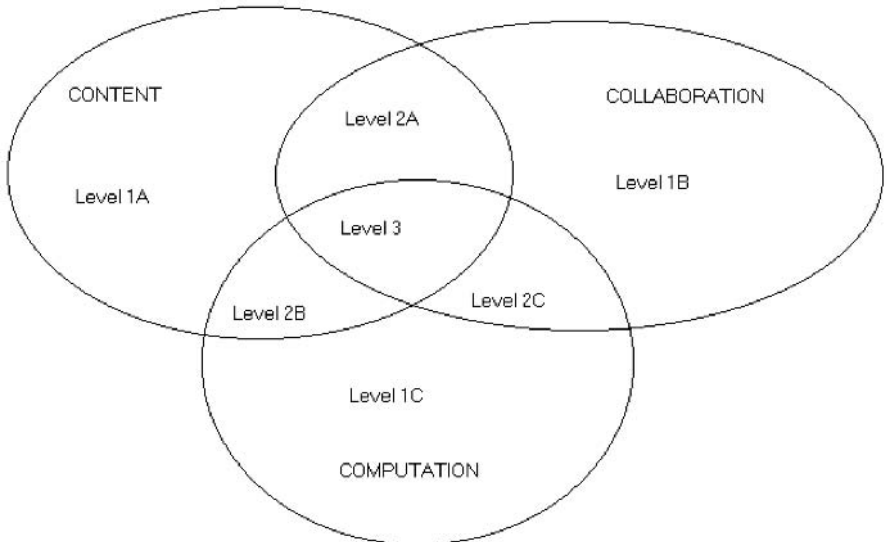 CONTENT
COLLABORATION
Level 2A
Level 1A
Level 1B
Level 3
Level 2B
Level 2C
Level 1C
COMPUTATION